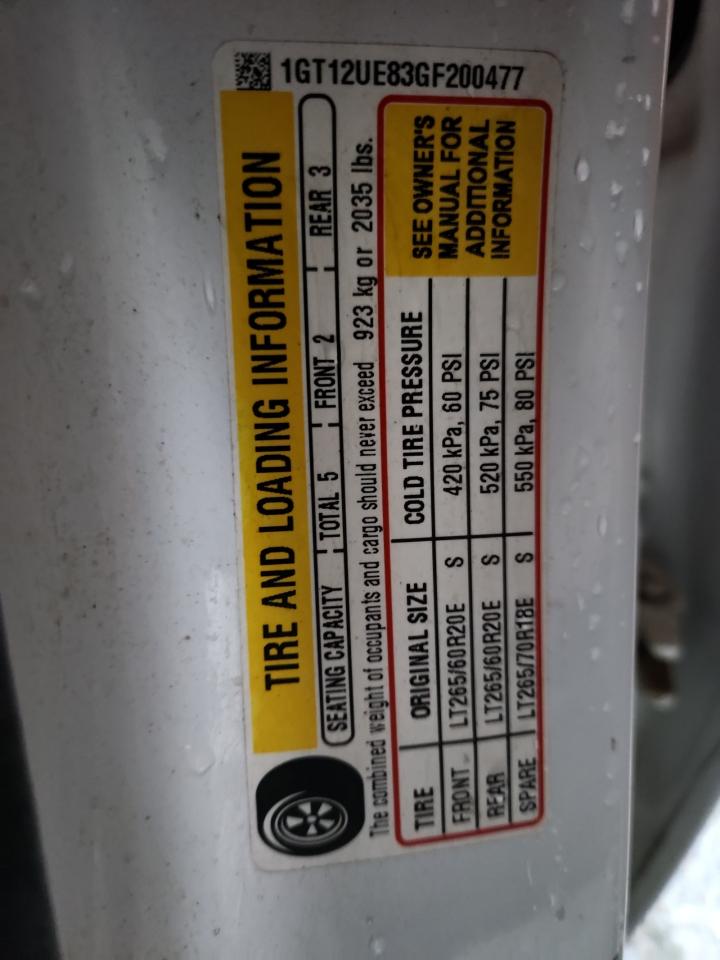 1GT12UE83GF200477
TIRE AND LOADING INFORMATION
SEATING CAPACITY TOTAL 5 FRONT 2 REAR 3
The combined weight of occupants and cargo should never exceed 923 kg or 2035 lbs.
TIRE ORIGINAL SIZE COLD TIRE PRESSURE
FRONT LT265/60R20E S 420 kPa, 60 PSI
REAR LT265/60R20E S 520 kPa, 75 PSI
SPARE LT265/70R18E S 550 kPa, 80 PSI
SEE OWNER'S
MANUAL FOR
ADDITIONAL
INFORMATION